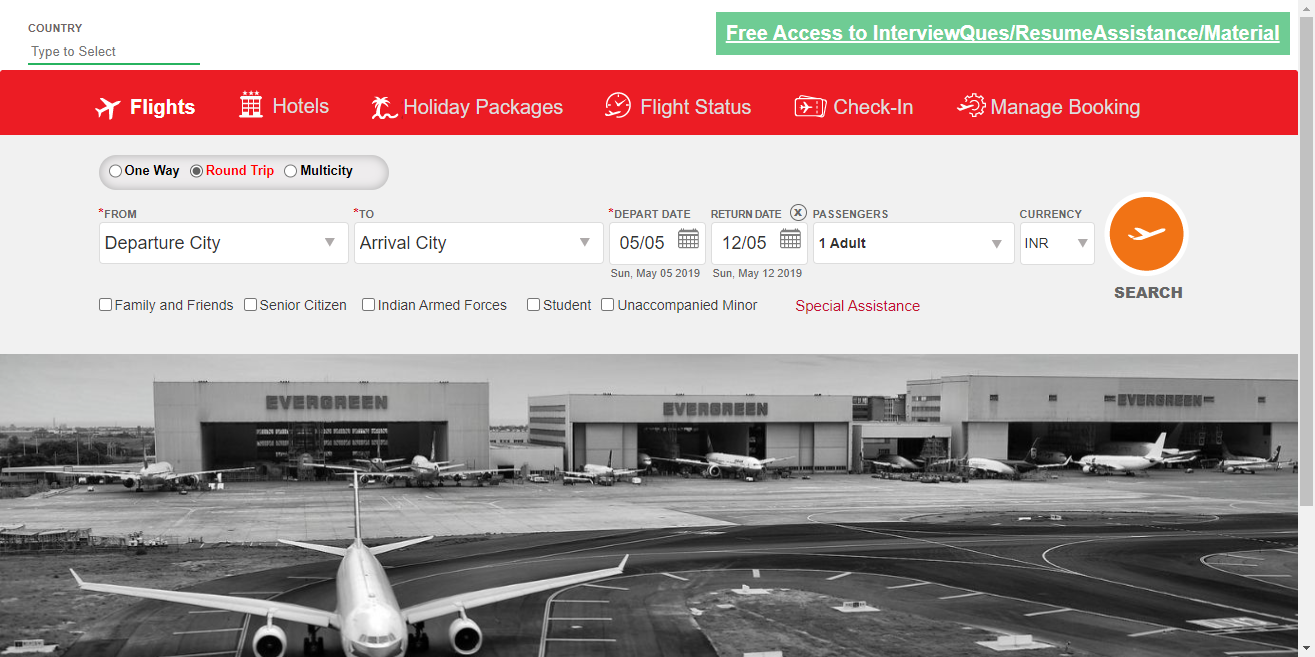 COUNTRY
Type to Select
Free Access to InterviewQues/ResumeAssistance/Material
Flights Hotels Holiday Packages Flight Status Check-In Manage Booking
One Way Round Trip Multicity
*FROM *TO *DEPART DATE RETURN DATE X PASSENGERS CURRENCY
Departure City Arrival City 05/05 12/05 1 Adult INR
Sun, May 05 2019 Sun, May 12 2019
SEARCH
Family and Friends Senior Citizen Indian Armed Forces Student Unaccompanied Minor Special Assistance
EVERGREEN EVERGREEN EVERGREEN